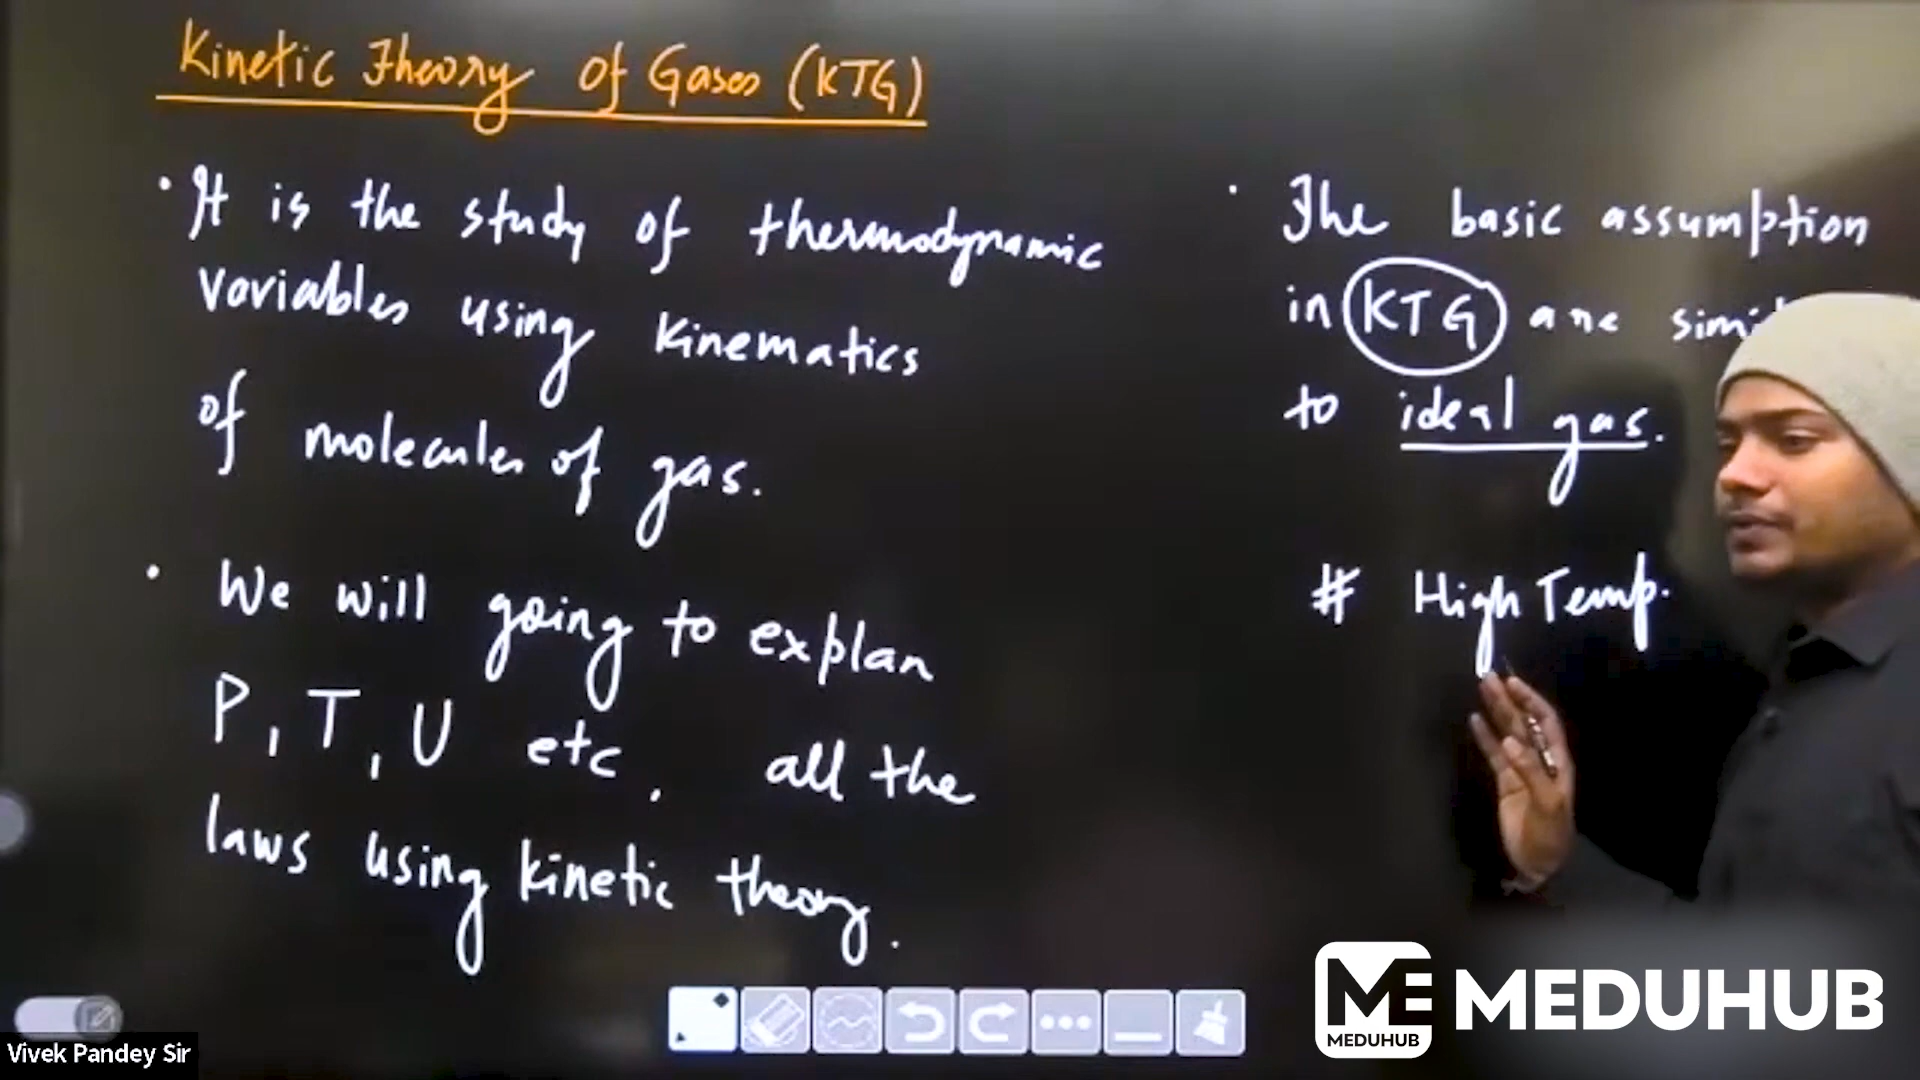 Kinetic Theory of Gases (KTG)
• It is the study of thermodynamic
variables using kinematics
of molecules of gas.
• We will going to explan
P, T, U etc, all the
laws using kinetic theory.
• The basic assumption
in KTG are
to ideal gas.
# High Temp.
ME
MEDUHUB
MEDUHUB
Vivek Pandey Sir